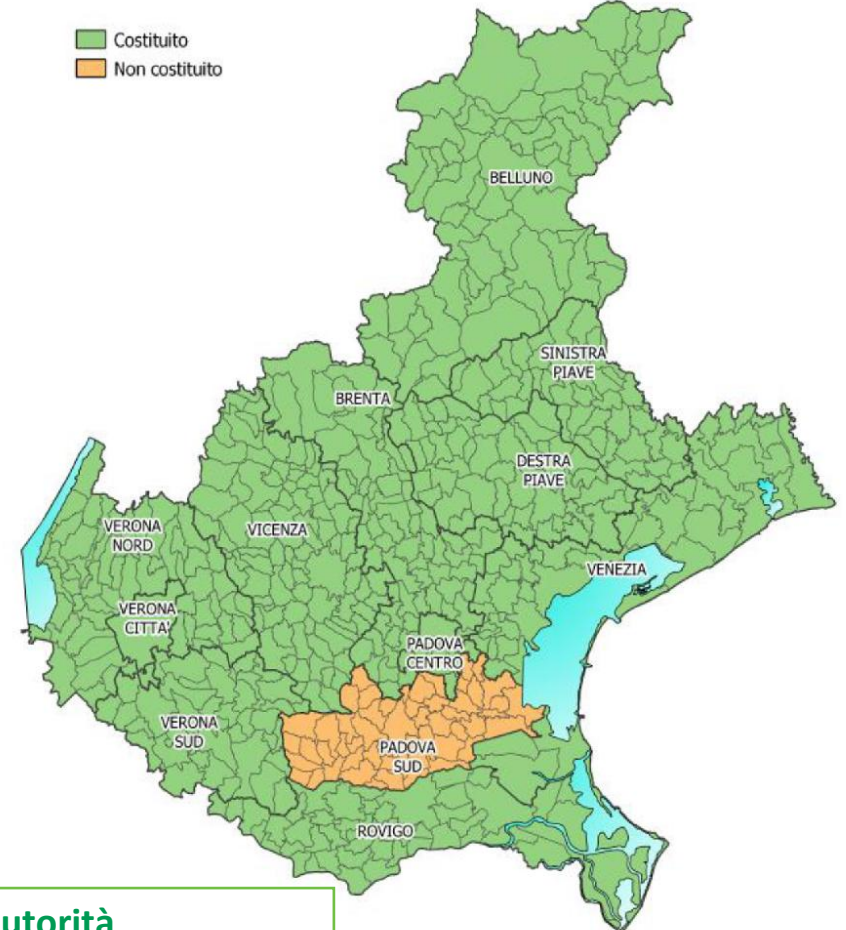 Costituito
Non costituito
BELLUNO
SINISTRA
PIAVE
BRENTA
DESTRA
PIAVE
VERONA
NORD
VICENZA
VENEZIA
VERONA
CITTA'
PADOVA
CENTRO
VERONA
SUD
PADOVA
SUD
ROVIGO
utorità